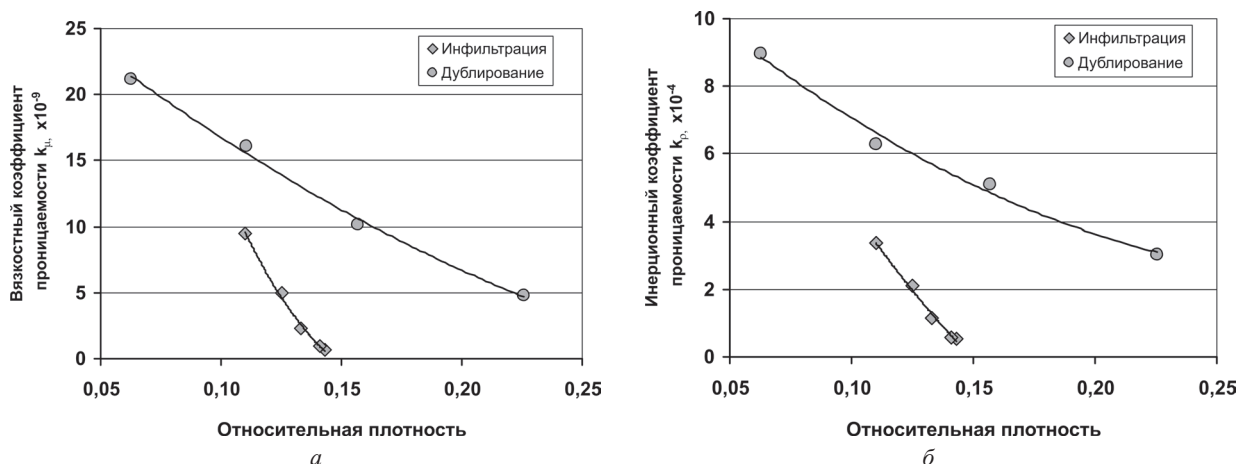 Вязкостный коэффициент
проницаемости kμ, x10-9
25
20
15
10
5
0
0,05
0,10
0,15
0,20
0,25
Инфильтрация
Дублирование
Относительная плотность
а
Инерционный коэффициент
проницаемости kρ, x10-4
10
8
6
4
2
0
0,05
0,10
0,15
0,20
0,25
Инфильтрация
Дублирование
Относительная плотность
б